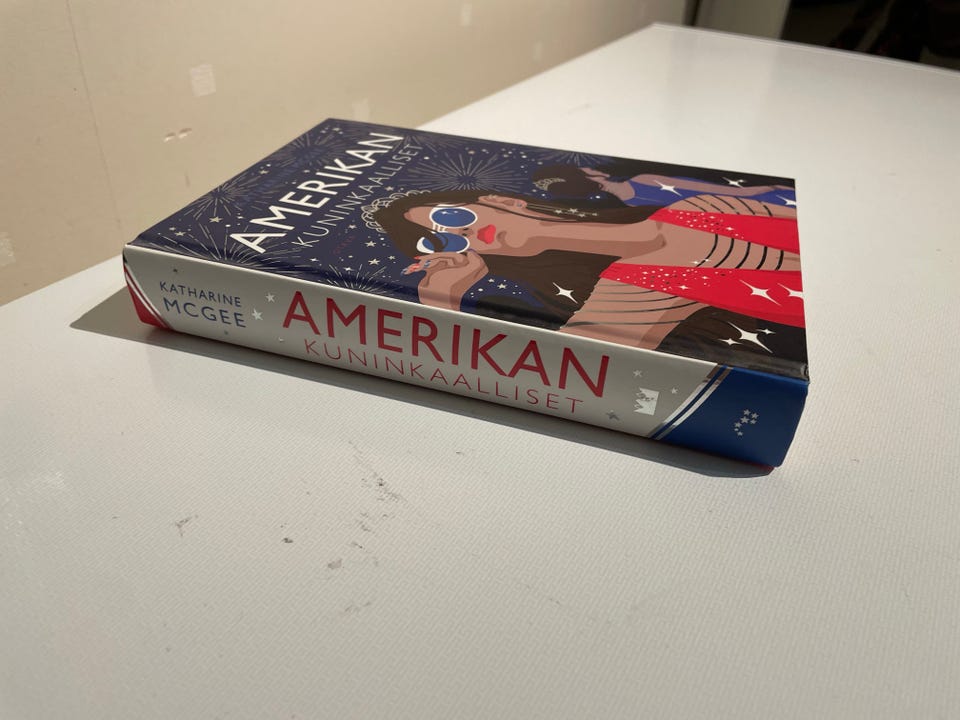 AMERIKAN
KUNINKAALLISET
KATHARINE
MCGEE
AMERIKAN
KUNINKAALLISET